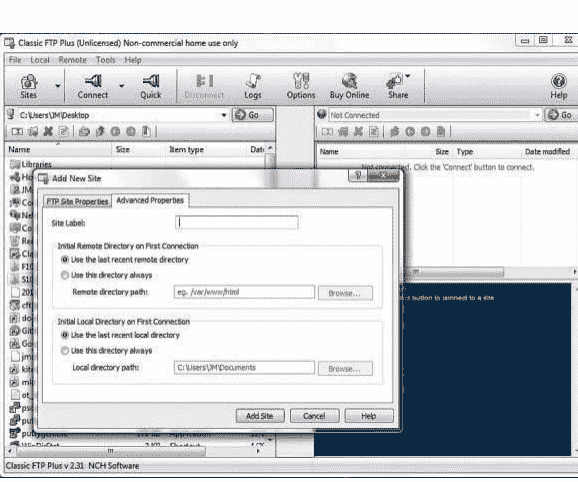 Classic FTP Plus (Unlicensed) Non-commercial home use only
File Local Remote Tools Help
Sites Connect Quick Disconnect Logs Options Buy Online Share Help
C:\Users\JM\Desktop Go Not Connected Go
Name Size Item type Dat Name Size Type Date modified
Libraries
Not connected. Click the 'Connect' button to connect.
Add New Site
FTP Site Properties Advanced Properties
Site Label:
Initial Remote Directory on First Connection
Use the last recent remote directory
Use this directory always
Remote directory path: eg. /var/www/html Browse...
Initial Local Directory on First Connection
Use the last recent local directory
Use this directory always
Local directory path: C:\Users\JM\Documents Browse...
button to connect to a site
Add Site Cancel Help
Classic FTP Plus v 2.31 NCH Software